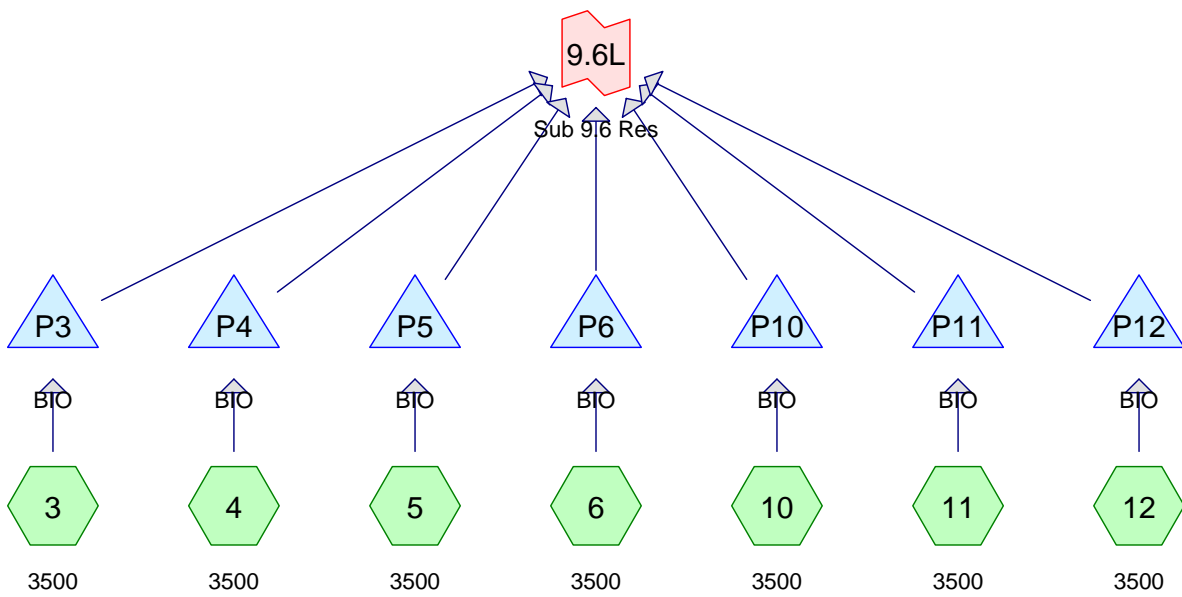 9.6L
Sub 9.6 Res
P3 P4 P5 P6 P10 P11 P12
BIO BIO BIO BIO BIO BIO BIO
3 4 5 6 10 11 12
3500 3500 3500 3500 3500 3500 3500